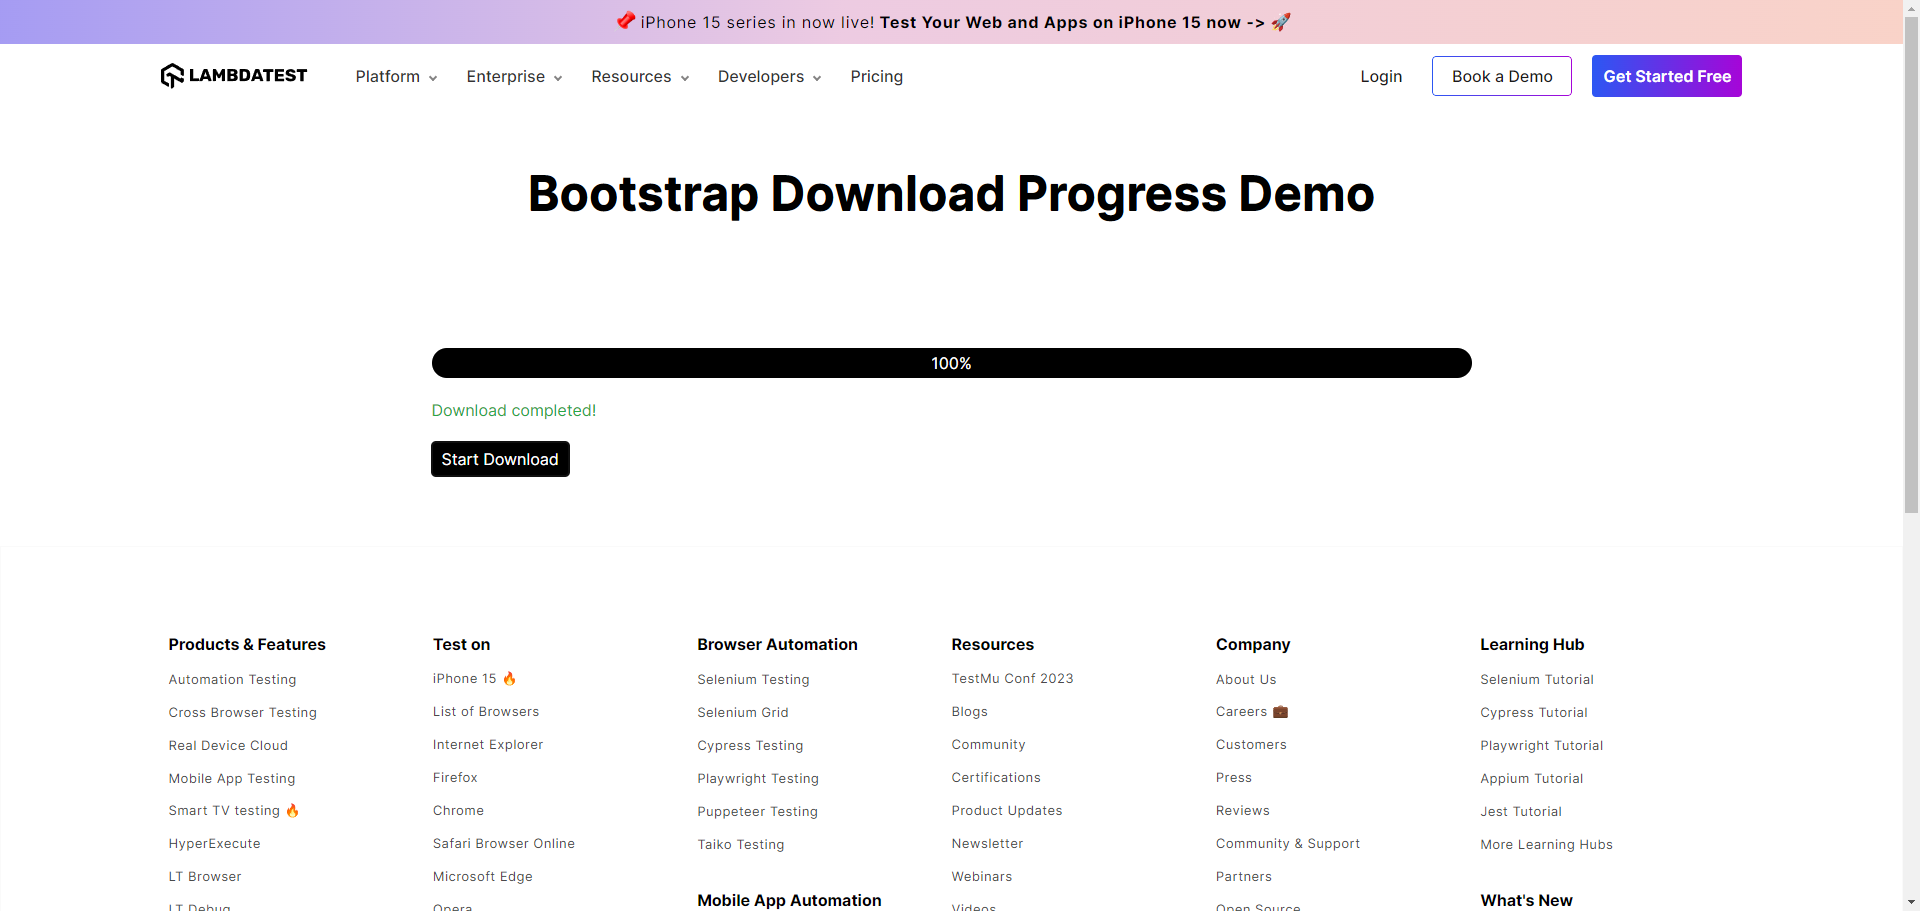 📌 iPhone 15 series in now live! Test Your Web and Apps on iPhone 15 now -> 🚀
LAMBDATEST Platform Enterprise Resources Developers Pricing Login Book a Demo Get Started Free
Bootstrap Download Progress Demo
100%
Download completed!
Start Download
Products & Features
Automation Testing
Cross Browser Testing
Real Device Cloud
Mobile App Testing
Smart TV testing 🔥
HyperExecute
LT Browser
LT Debug
Test on
iPhone 15 🔥
List of Browsers
Internet Explorer
Firefox
Chrome
Safari Browser Online
Microsoft Edge
Opera
Browser Automation
Selenium Testing
Selenium Grid
Cypress Testing
Playwright Testing
Puppeteer Testing
Taiko Testing
Mobile App Automation
Resources
TestMu Conf 2023
Blogs
Community
Certifications
Product Updates
Newsletter
Webinars
Videos
Company
About Us
Careers 💼
Customers
Press
Reviews
Community & Support
Partners
Open Source
Learning Hub
Selenium Tutorial
Cypress Tutorial
Playwright Tutorial
Appium Tutorial
Jest Tutorial
More Learning Hubs
What's New